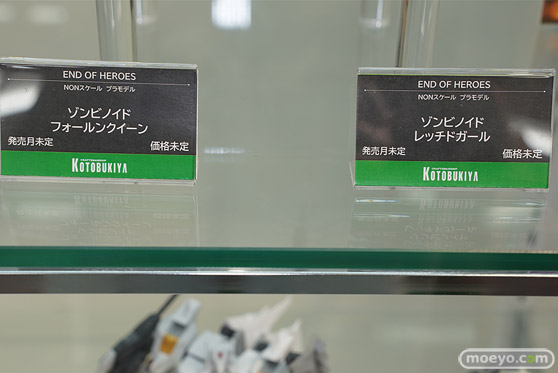 END OF HEROES
NONスケール プラモデル
ゾンビノイド
フォールンクイーン
発売月未定 価格未定
CRAFTSMANSHIP
KOTOBUKIYA
END OF HEROES
NONスケール プラモデル
ゾンビノイド
レッチドガール
発売月未定 価格未定
CRAFTSMANSHIP
KOTOBUKIYA
moeyo.com